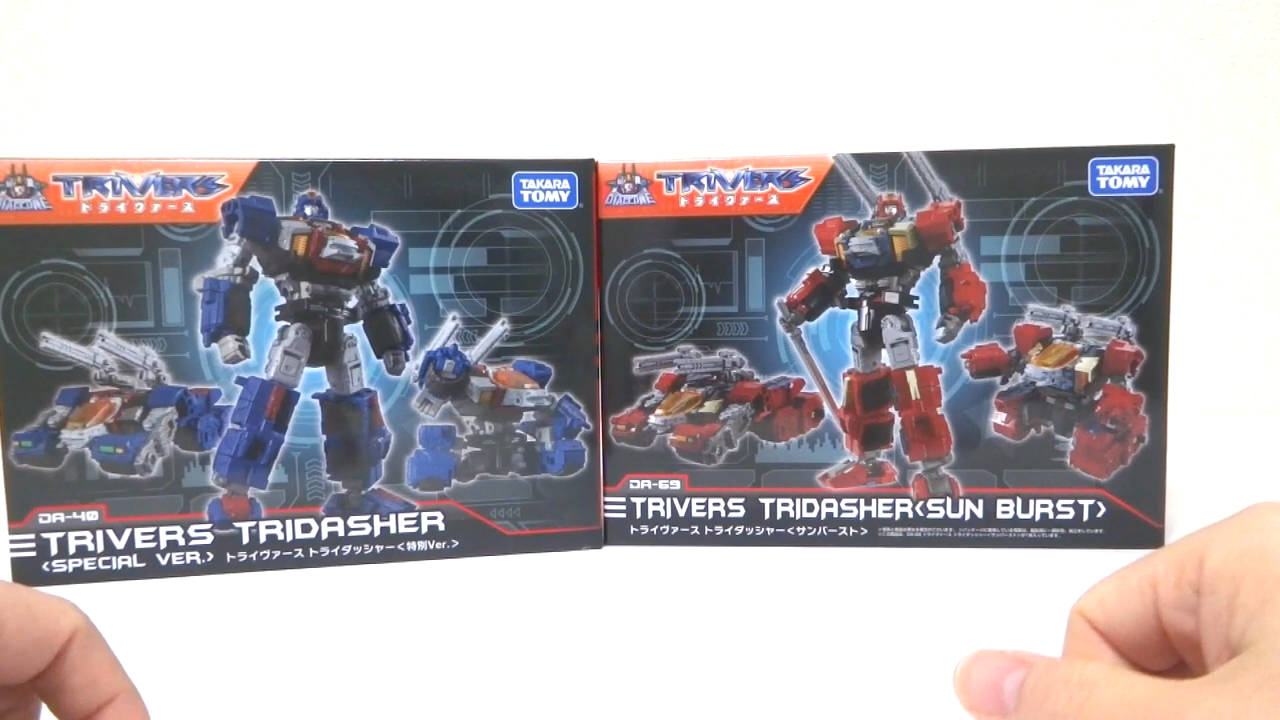 DIACLONE
TRIVERS
トライヴァース
TAKARA
TOMY
DA-40
TRIVERS TRIDASHER
<SPECIAL VER.> トライヴァース トライダッシャー<特別Ver.>
DIACLONE
TRIVERS
トライヴァース
TAKARA
TOMY
DA-69
TRIVERS TRIDASHER<SUN BURST>
トライヴァース トライダッシャー<サンバースト>